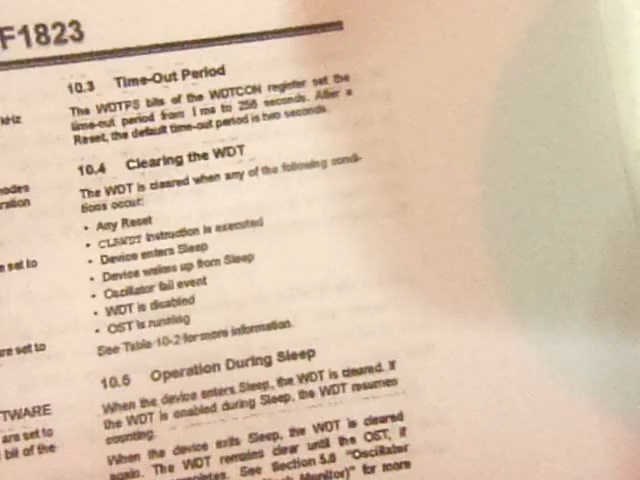 F1823
10.3 Time-Out Period
The WDTPS bits of the WDTCON register set the
time-out period from 1 ms to 256 seconds. After a
Reset, the default time-out period is two seconds.
kHz
10.4 Clearing the WDT
The WDT is cleared when any of the following condi-
tions occur:
• Any Reset
• CLRWDT instruction is executed
• Device enters Sleep
• Device wakes up from Sleep
• Oscillator fail event
• WDT is disabled
• OST is running
See Table 10-2 for more information.
e set to
are set to
10.5 Operation During Sleep
When the device enters Sleep, the WDT is cleared. If
the WDT is enabled during Sleep, the WDT resumes
counting.
When the device exits Sleep, the WDT is cleared
again. The WDT remains clear until the OST, if
See Section 5.0 "Oscillator
Monitor)" for more
TWARE
are set to
bit of the